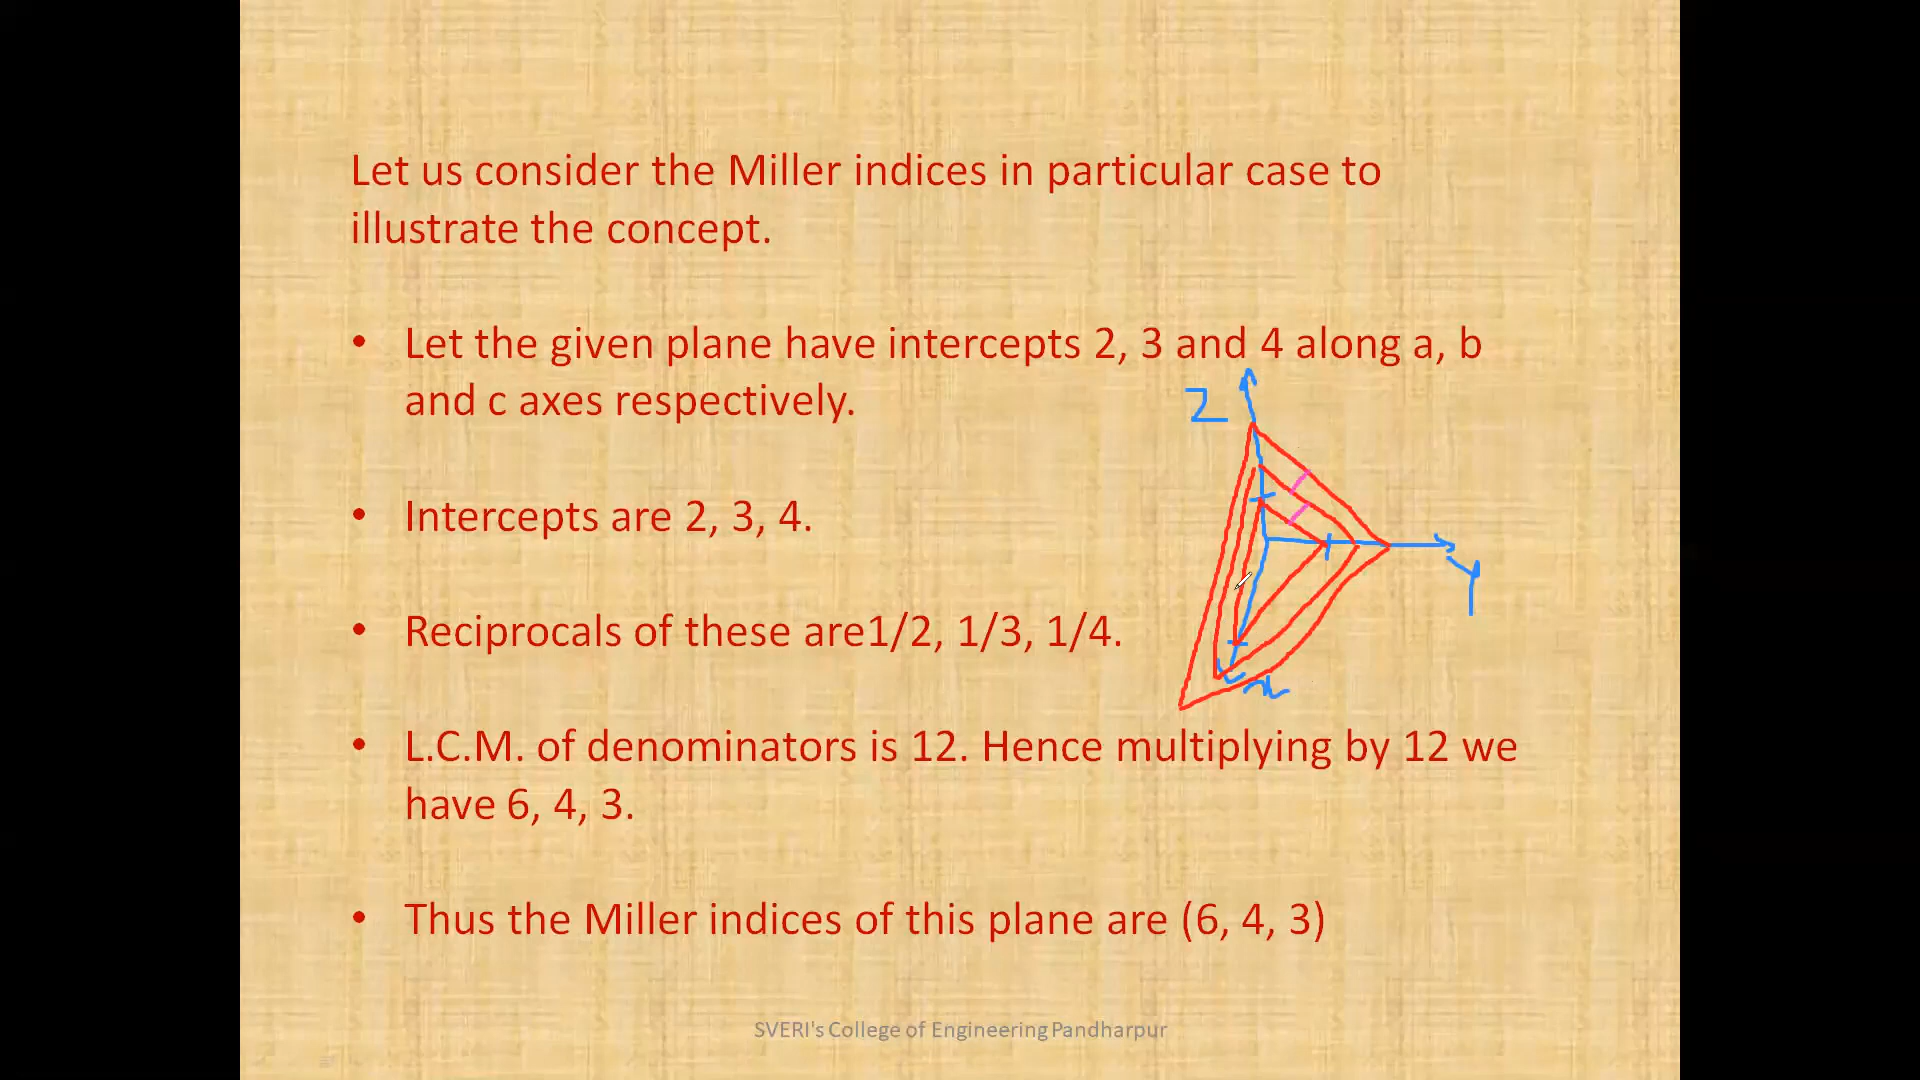 Let us consider the Miller indices in particular case to
illustrate the concept.
• Let the given plane have intercepts 2, 3 and 4 along a, b
and c axes respectively.
Z
• Intercepts are 2, 3, 4.
Y
• Reciprocals of these are1/2, 1/3, 1/4.
x
• L.C.M. of denominators is 12. Hence multiplying by 12 we
have 6, 4, 3.
• Thus the Miller indices of this plane are (6, 4, 3)
SVERI's College of Engineering Pandharpur